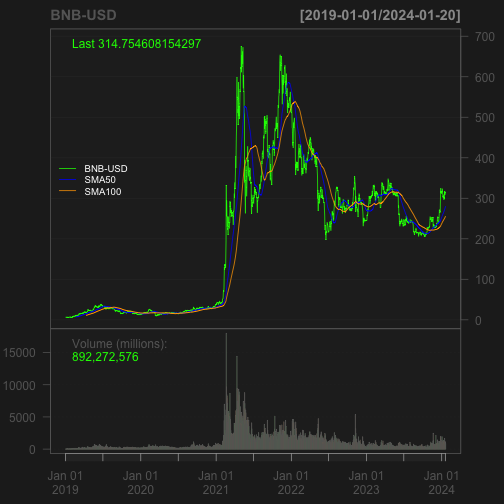 BNB-USD [2019-01-01/2024-01-20]
Last 314.754608154297
700
600
500
400
300
200
100
0
BNB-USD
SMA50
SMA100
Volume (millions):
892,272,576
15000
10000
5000
0
Jan 01 Jan 01 Jan 01 Jan 01 Jan 01 Jan 01
2019 2020 2021 2022 2023 2024